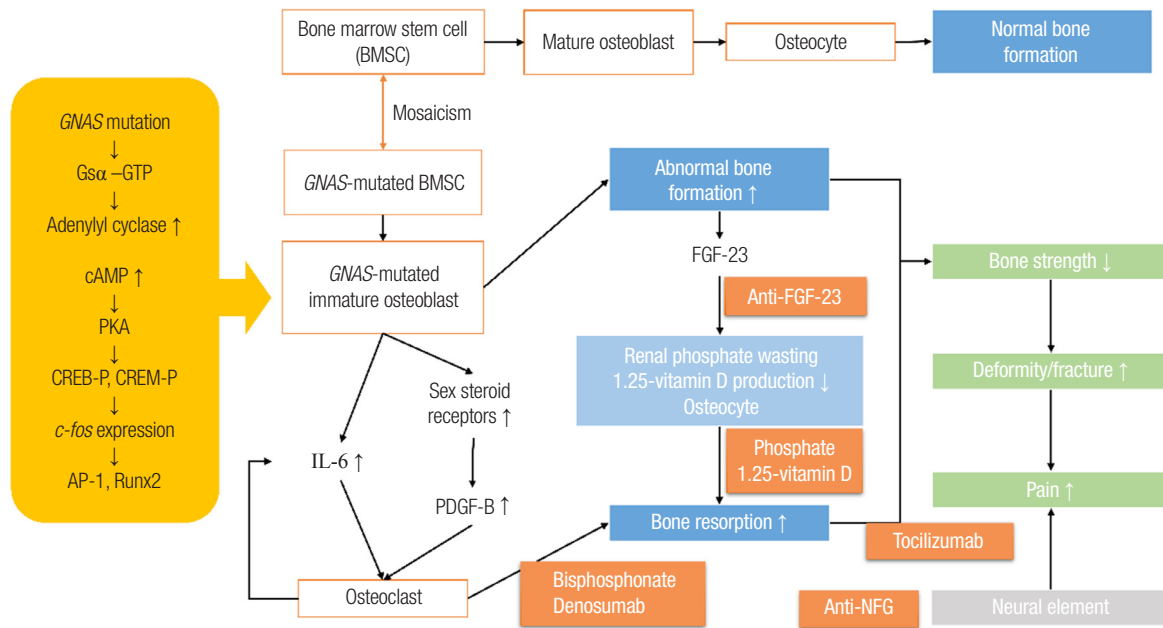 Bone marrow stem cell
(BMSC)
Mature osteoblast
Osteocyte
Normal bone
formation
Mosaicism
GNAS mutation
↓
Gsα –GTP
↓
Adenylyl cyclase ↑
cAMP ↑
↓
PKA
↓
CREB-P, CREM-P
↓
c-fos expression
↓
AP-1, Runx2
GNAS-mutated BMSC
GNAS-mutated
immature osteoblast
Sex steroid
receptors ↑
IL-6 ↑
PDGF-B ↑
Osteoclast
Abnormal bone
formation ↑
FGF-23
Anti-FGF-23
Renal phosphate wasting
1.25-vitamin D production ↓
Osteocyte
Phosphate
1.25-vitamin D
Bone resorption ↑
Bisphosphonate
Denosumab
Tocilizumab
Anti-NFG
Bone strength ↓
Deformity/fracture ↑
Pain ↑
Neural element